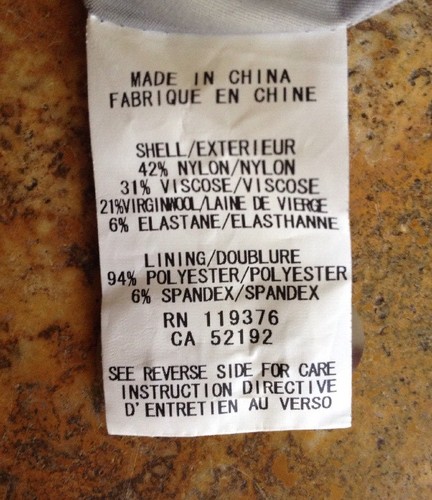 MADE IN CHINA
FABRIQUE EN CHINE
SHELL/EXTERIEUR
42% NYLON/NYLON
31% VISCOSE/VISCOSE
21%VIRGINWOOL/LAINE DE VIERGE
6% ELASTANE/ELASTHANNE
LINING/DOUBLURE
94% POLYESTER/POLYESTER
6% SPANDEX/SPANDEX
RN 119376
CA 52192
SEE REVERSE SIDE FOR CARE
INSTRUCTION DIRECTIVE
D'ENTRETIEN AU VERSO